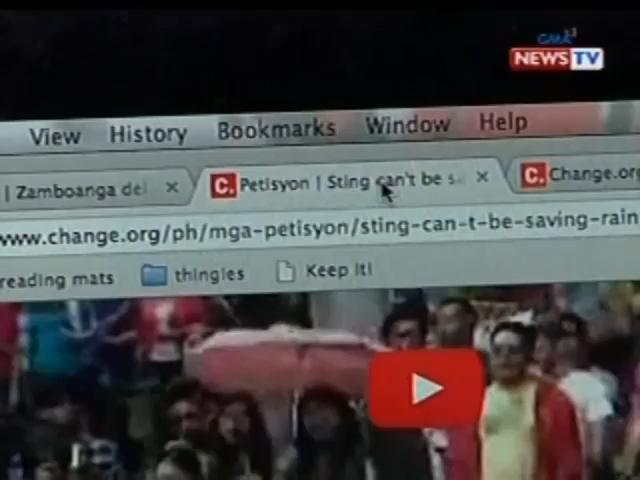 GMA
NEWS TV
View History Bookmarks Window Help
| Zamboanga del Petisyon | Sting can't be s Change.or
www.change.org/ph/mga-petisyon/sting-can-t-be-saving-rain
reading mats thingies Keep It!